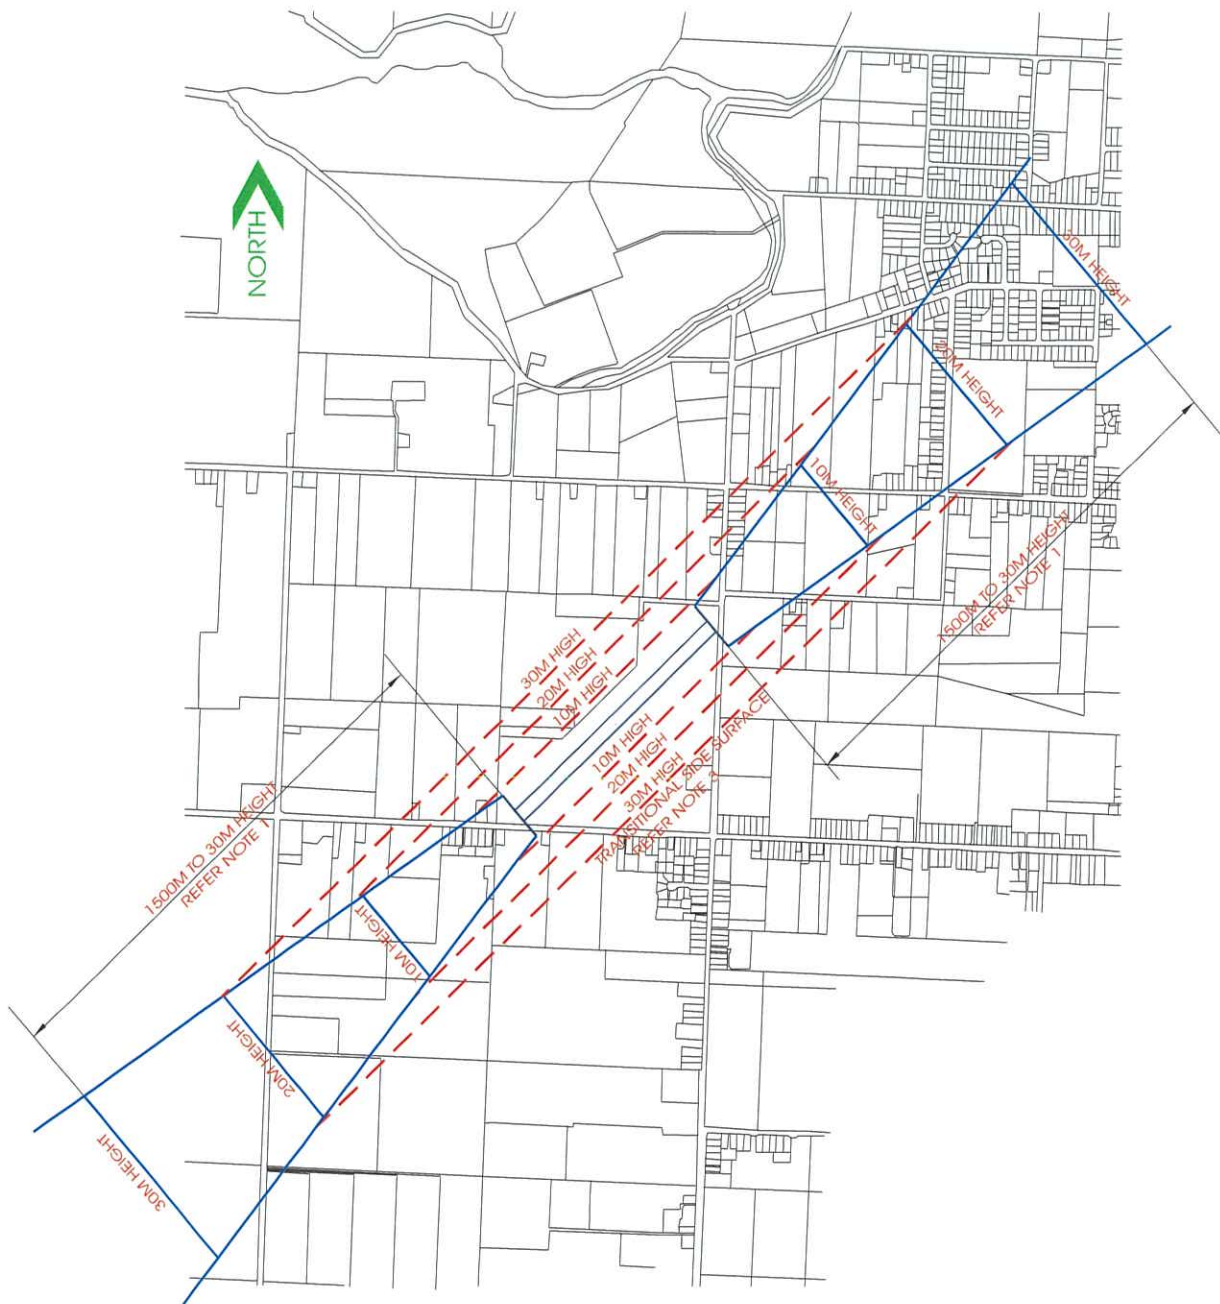 NORTH
30M HEIGHT
20M HEIGHT
10M HEIGHT
1500M TO 30M HEIGHT
REFER NOTE 1
30M HIGH
20M HIGH
10M HIGH
10M HIGH
20M HIGH
30M HIGH
TRANSITIONAL SIDE SURFACE
REFER NOTE 3
1500M TO 30M HEIGHT
REFER NOTE 1
10M HEIGHT
20M HEIGHT
30M HEIGHT